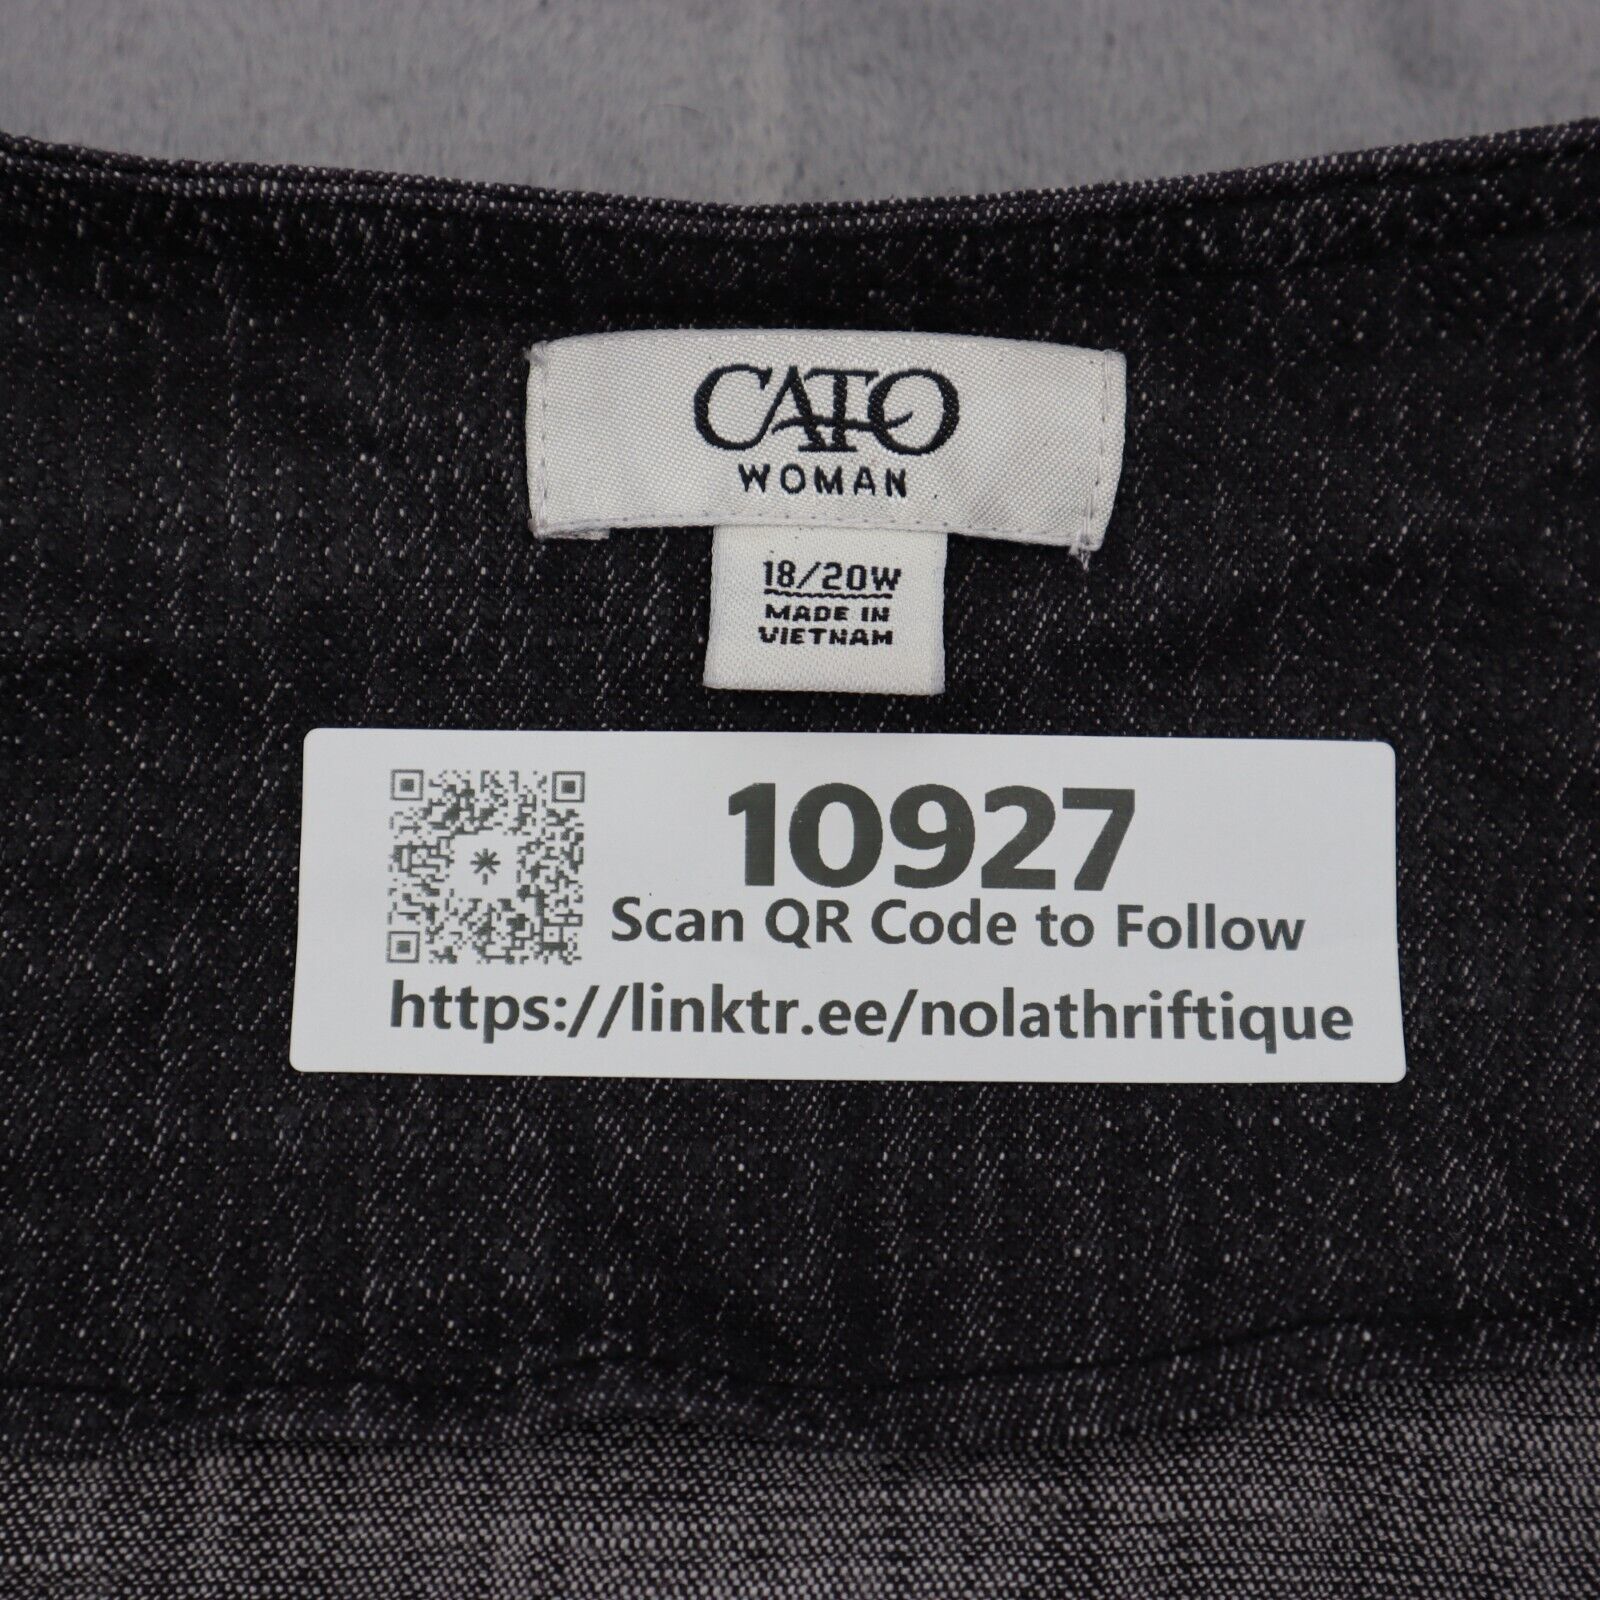 CATO
WOMAN
18/20W
MADE IN
VIETNAM
10927
Scan QR Code to Follow
https://linktr.ee/nolathriftique